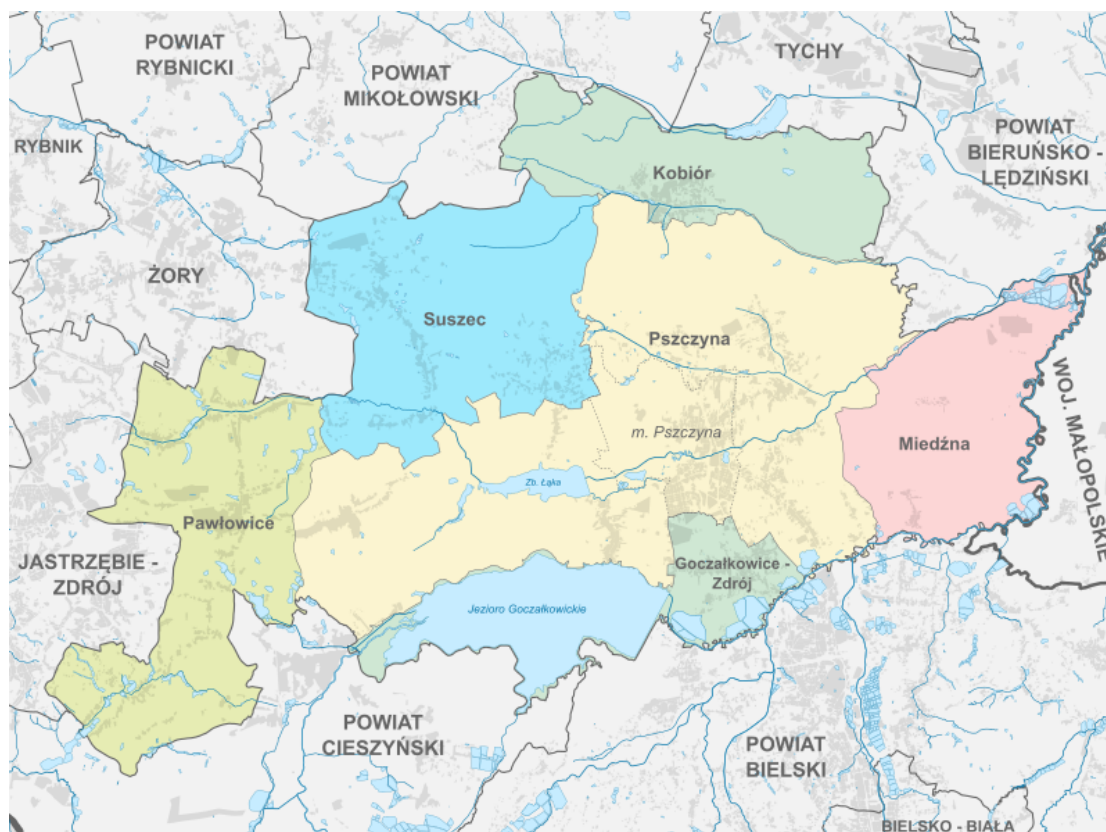 POWIAT
RYBNICKI
POWIAT
MIKOŁOWSKI
TYCHY
POWIAT
BIERUŃSKO -
LĘDZIŃSKI
RYBNIK
Kobiór
ŻORY
Suszec
Pszczyna
WOJ. MAŁOPOLSKIE
m. Pszczyna
Miedźna
Zb. Łąka
Pawłowice
JASTRZĘBIE -
ZDRÓJ
Goczałkowice -
Zdrój
Jezioro Goczałkowickie
POWIAT
CIESZYŃSKI
POWIAT
BIELSKI
BIELSKO - BIAŁA